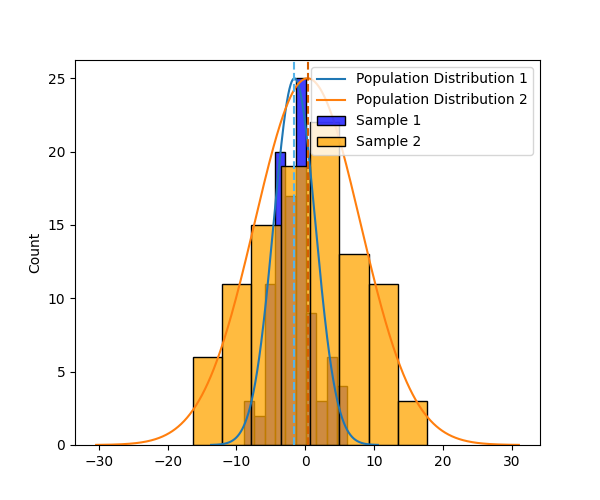 Population Distribution 1
Population Distribution 2
Sample 1
Sample 2
Count
25
20
15
10
5
0
−30 −20 −10 0 10 20 30